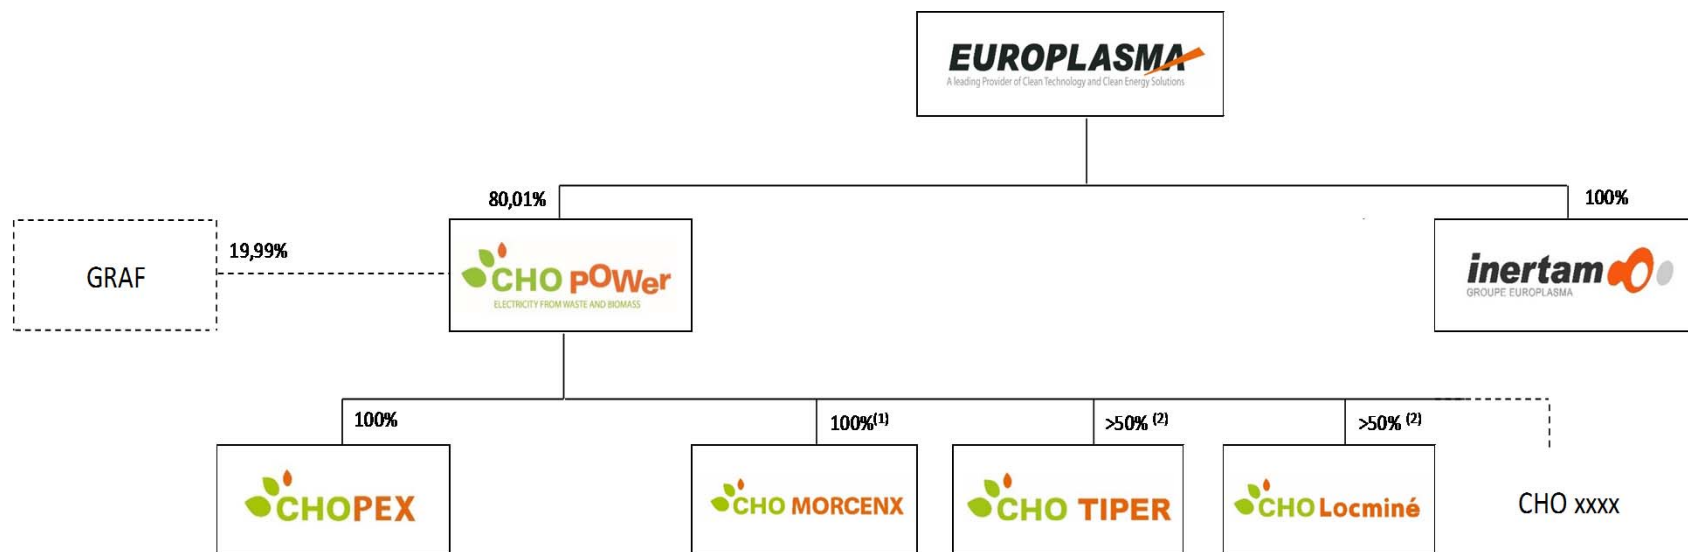 EUROPLASMA
A leading Provider of Clean Technology and Clean Energy Solutions
80,01%
100%
GRAF
19,99%
CHO POWer
ELECTRICITY FROM WASTE AND BIOMASS
inertam
GROUPE EUROPLASMA
100%
100%(1)
>50% (2)
>50% (2)
CHOPEX
CHO MORCENX
CHO TIPER
CHO Locminé
CHO xxxx